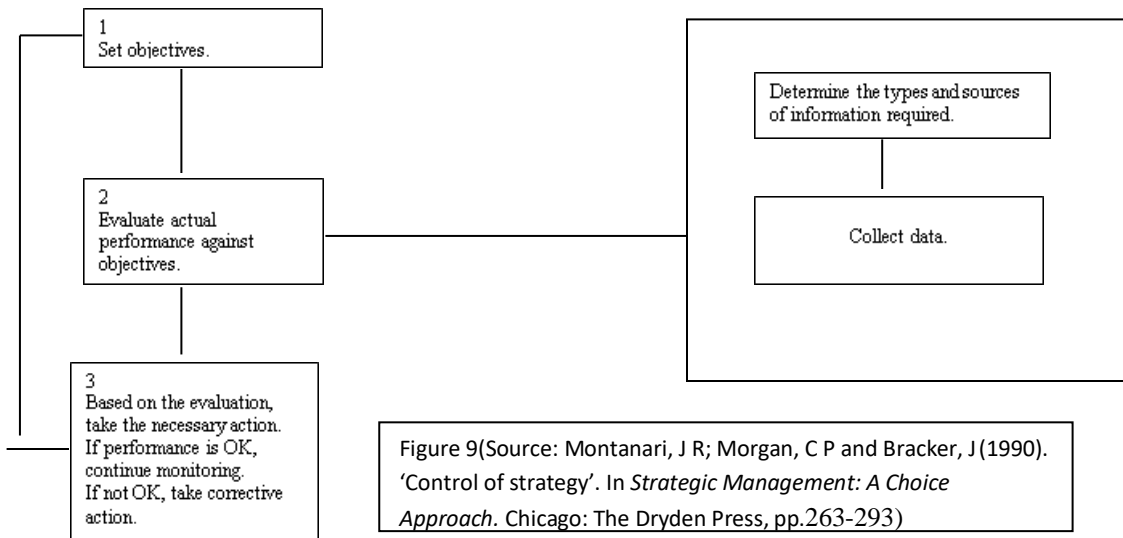 1
Set objectives.
Determine the types and sources
of information required.
2
Evaluate actual
performance against
objectives.
Collect data.
3
Based on the evaluation,
take the necessary action.
If performance is OK,
continue monitoring.
If not OK, take corrective
action.
Figure 9(Source: Montanari, J R; Morgan, C P and Bracker, J (1990).
‘Control of strategy’. In Strategic Management: A Choice
Approach. Chicago: The Dryden Press, pp.263-293)